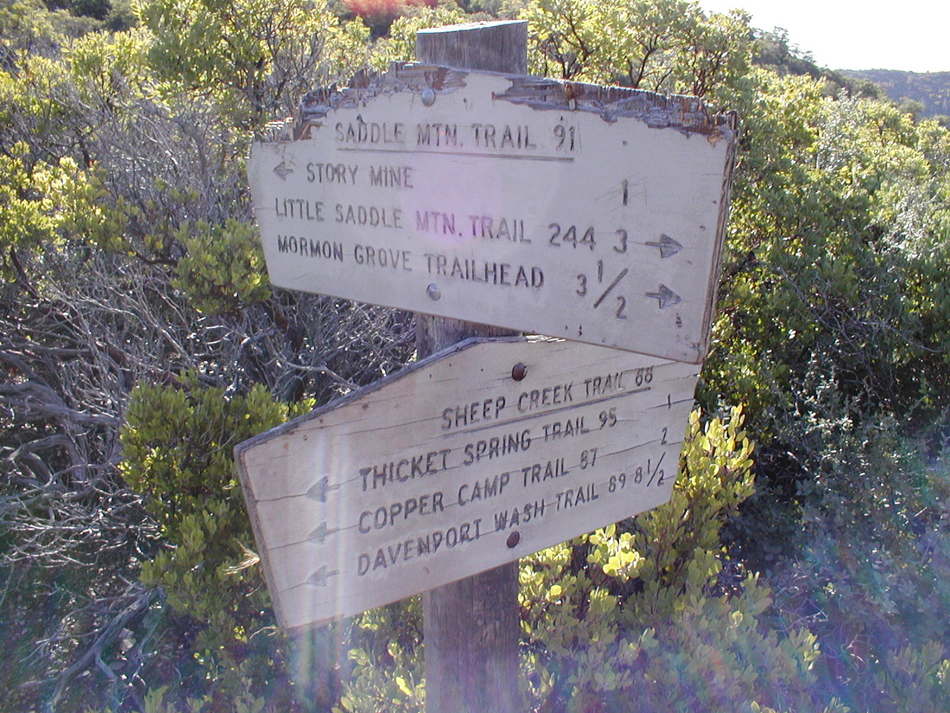 SADDLE MTN. TRAIL 91
STORY MINE 1
LITTLE SADDLE MTN. TRAIL 244 3
MORMON GROVE TRAILHEAD 3 1/2
SHEEP CREEK TRAIL 88
THICKET SPRING TRAIL 95 1
COPPER CAMP TRAIL 87 2
DAVENPORT WASH TRAIL 89 8 1/2